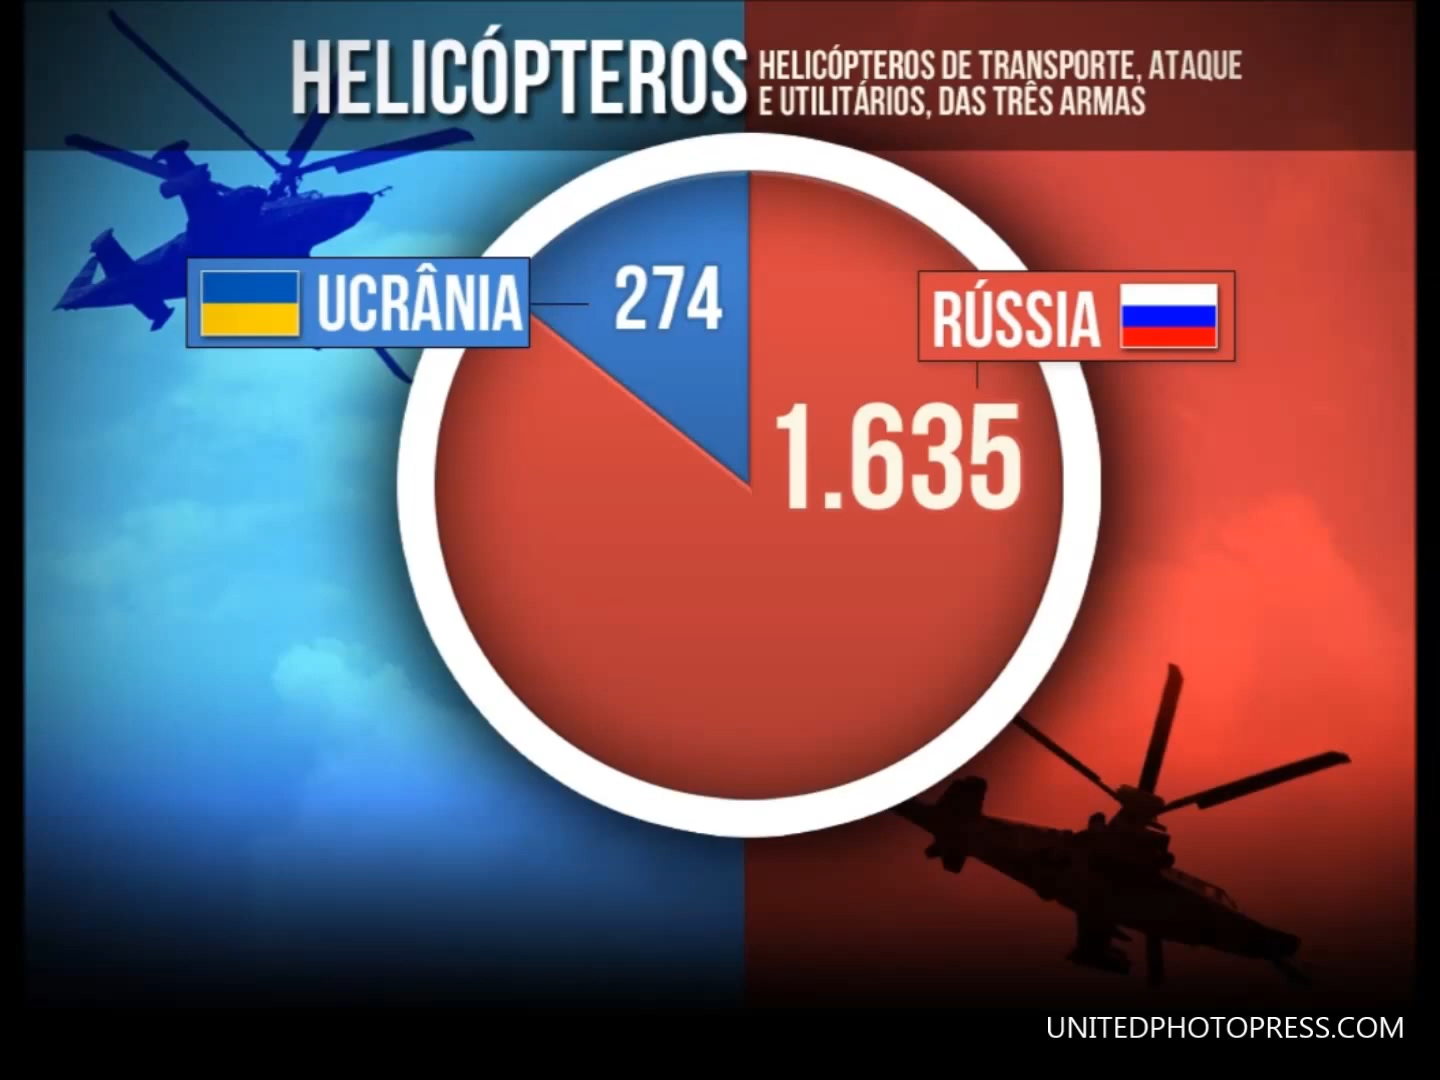 HELICÓPTEROS
HELICÓPTEROS DE TRANSPORTE, ATAQUE
E UTILITÁRIOS, DAS TRÊS ARMAS
UCRÂNIA
274
RÚSSIA
1.635
UNITEDPHOTOPRESS.COM